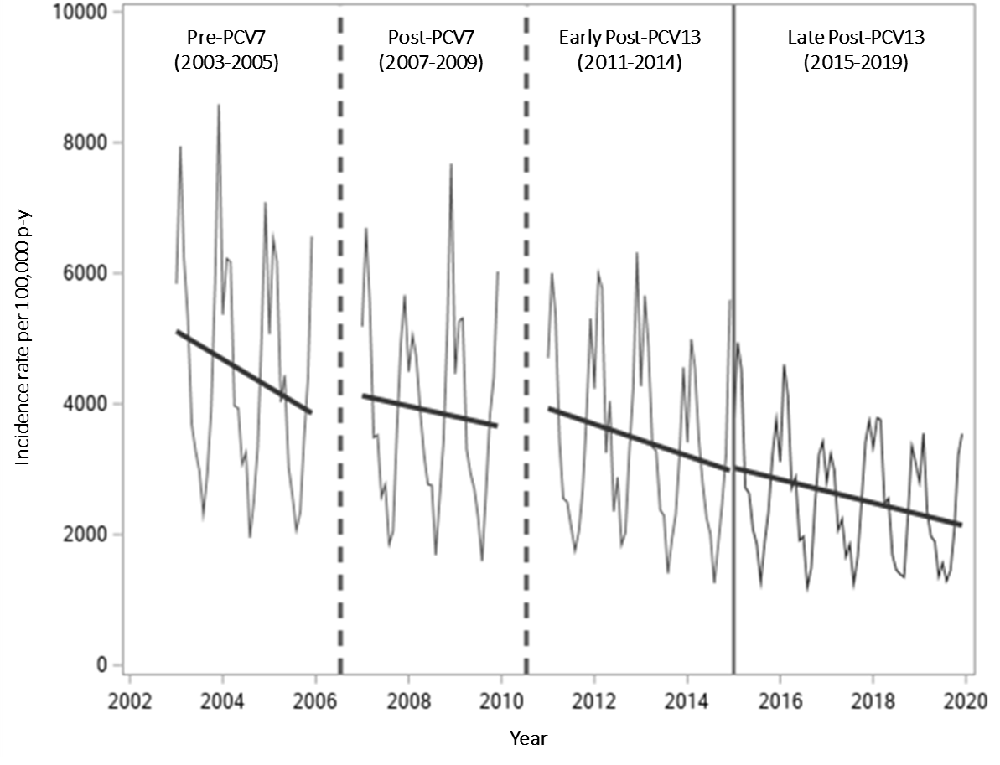 10000
8000
6000
4000
2000
0
Incidence rate per 100,000 p-y
Pre-PCV7
(2003-2005)
Post-PCV7
(2007-2009)
Early Post-PCV13
(2011-2014)
Late Post-PCV13
(2015-2019)
2002 2004 2006 2008 2010 2012 2014 2016 2018 2020
Year